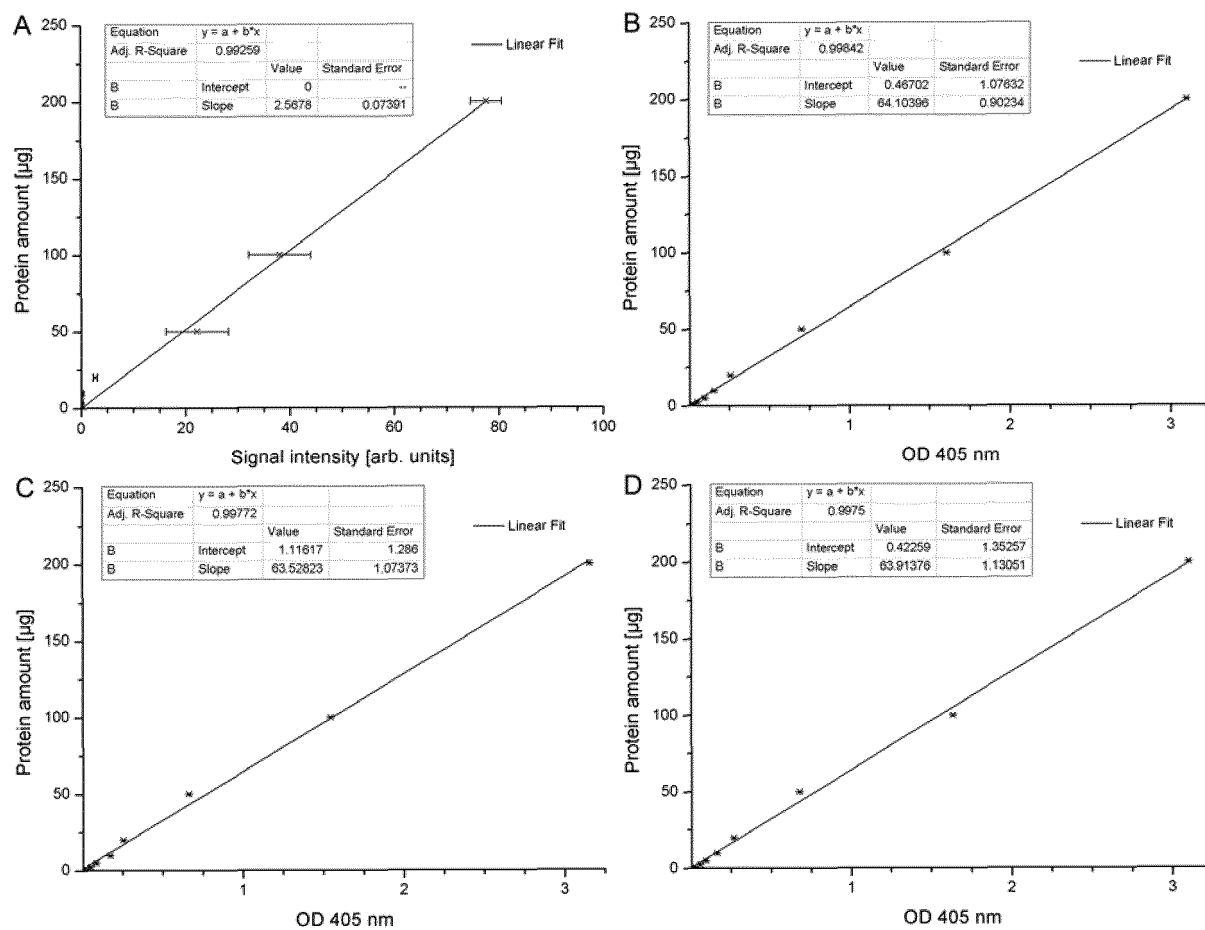 A
250
200
150
100
50
0
Protein amount [µg]
Equation y = a + b*x
Adj. R-Square 0.99259
Value Standard Error
B Intercept 0 --
B Slope 2.5678 0.07391
Linear Fit
0 20 40 60 80 100
Signal intensity [arb. units]
B
250
200
150
100
50
0
Protein amount [µg]
Equation y = a + b*x
Adj. R-Square 0.99842
Value Standard Error
B Intercept 0.46702 1.07632
B Slope 64.10396 0.90234
Linear Fit
1 2 3
OD 405 nm
C
250
200
150
100
50
0
Protein amount [µg]
Equation y = a + b*x
Adj. R-Square 0.99772
Value Standard Error
B Intercept 1.11617 1.286
B Slope 63.52823 1.07373
Linear Fit
1 2 3
OD 405 nm
D
250
200
150
100
50
0
Protein amount [µg]
Equation y = a + b*x
Adj. R-Square 0.9975
Value Standard Error
B Intercept 0.42259 1.35257
B Slope 63.91376 1.13051
Linear Fit
1 2 3
OD 405 nm